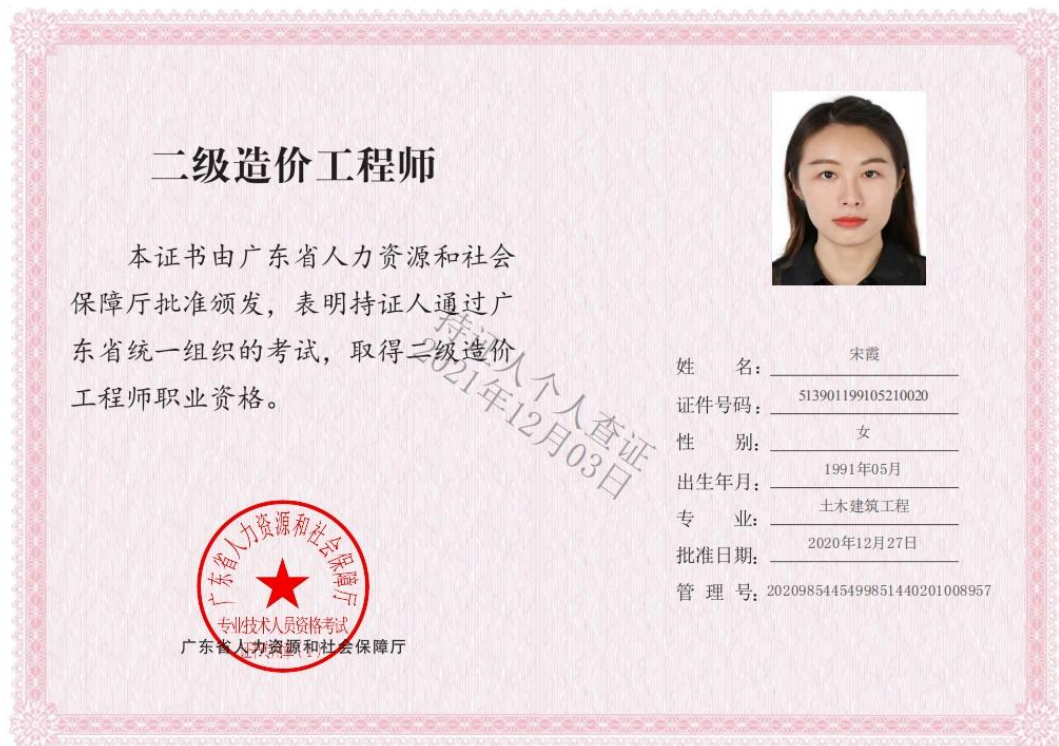 二级造价工程师
本证书由广东省人力资源和社会
保障厅批准颁发，表明持证人通过广
东省统一组织的考试，取得二级造价
工程师职业资格。
持证人个人查证
2021年12月03日
广东省人力资源和社会保障厅
专业技术人员资格考试
广东省人力资源和社会保障厅
姓 名：宋霞
证件号码：513901199105210020
性 别：女
出生年月：1991年05月
专 业：土木建筑工程
批准日期：2020年12月27日
管 理 号：20209854454999851440201008957